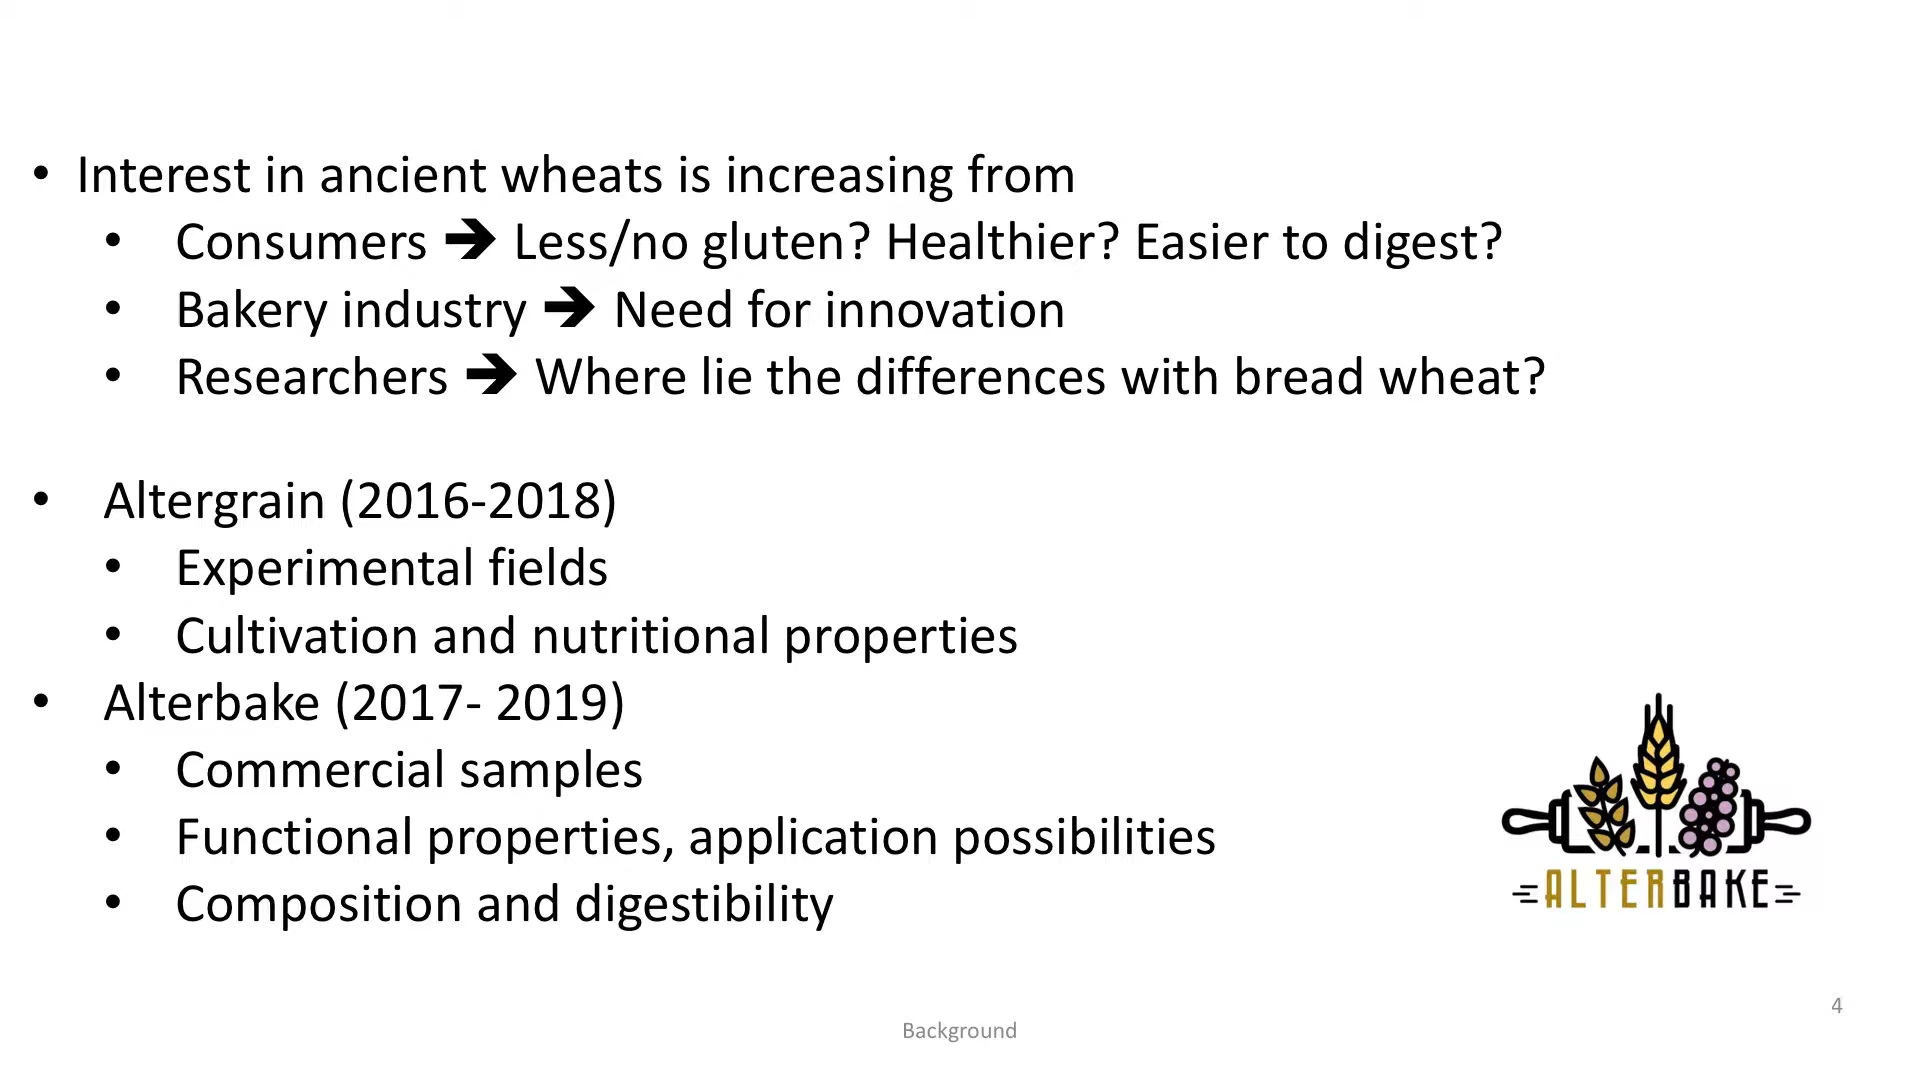 • Interest in ancient wheats is increasing from
• Consumers ➔ Less/no gluten? Healthier? Easier to digest?
• Bakery industry ➔ Need for innovation
• Researchers ➔ Where lie the differences with bread wheat?
• Altergrain (2016-2018)
• Experimental fields
• Cultivation and nutritional properties
• Alterbake (2017- 2019)
• Commercial samples
• Functional properties, application possibilities
• Composition and digestibility
ALTERBAKE
4
Background